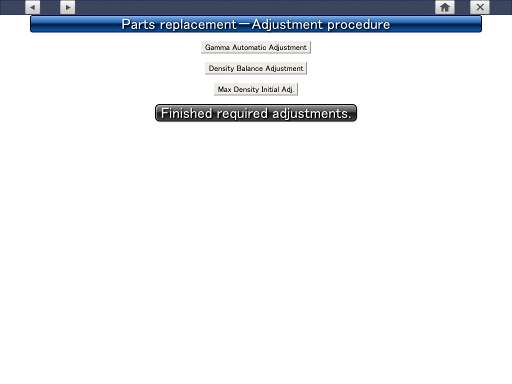 Parts replacement－Adjustment procedure
Gamma Automatic Adjustment
Density Balance Adjustment
Max Density Initial Adj.
Finished required adjustments.